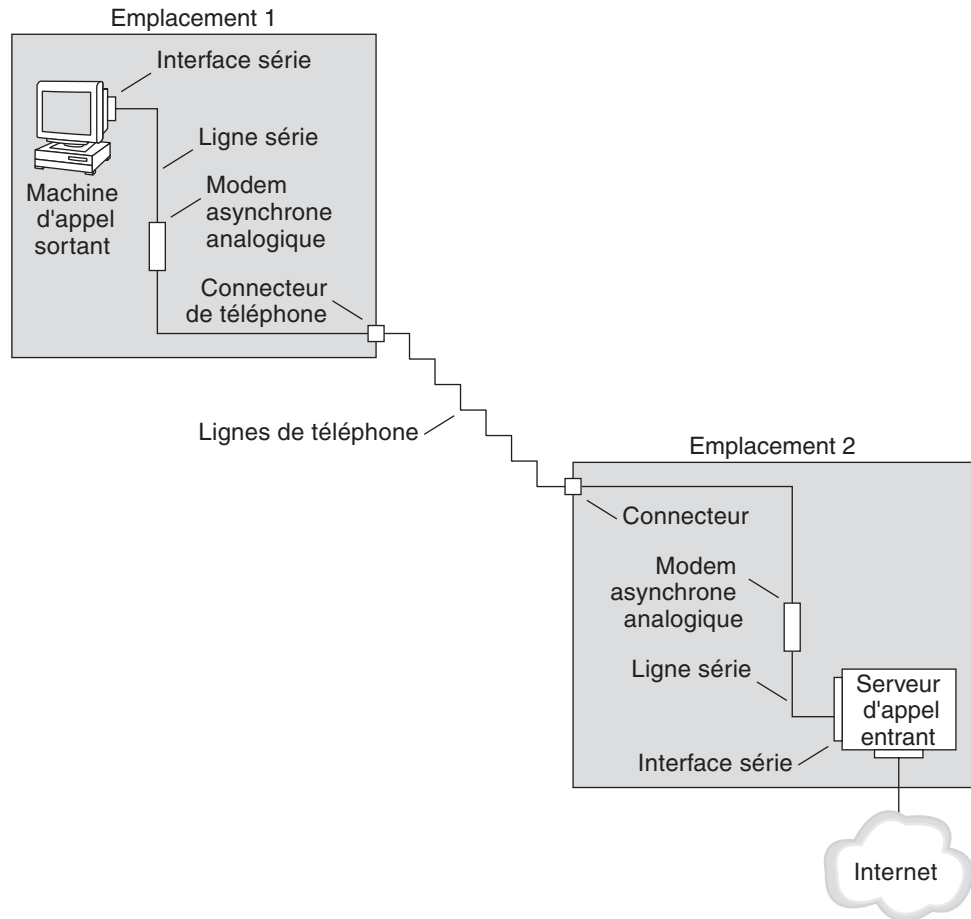 Emplacement 1
Interface série
Ligne série
Machine
d'appel
sortant
Modem
asynchrone
analogique
Connecteur
de téléphone
Lignes de téléphone
Emplacement 2
Connecteur
Modem
asynchrone
analogique
Ligne série
Serveur
d'appel
entrant
Interface série
Internet